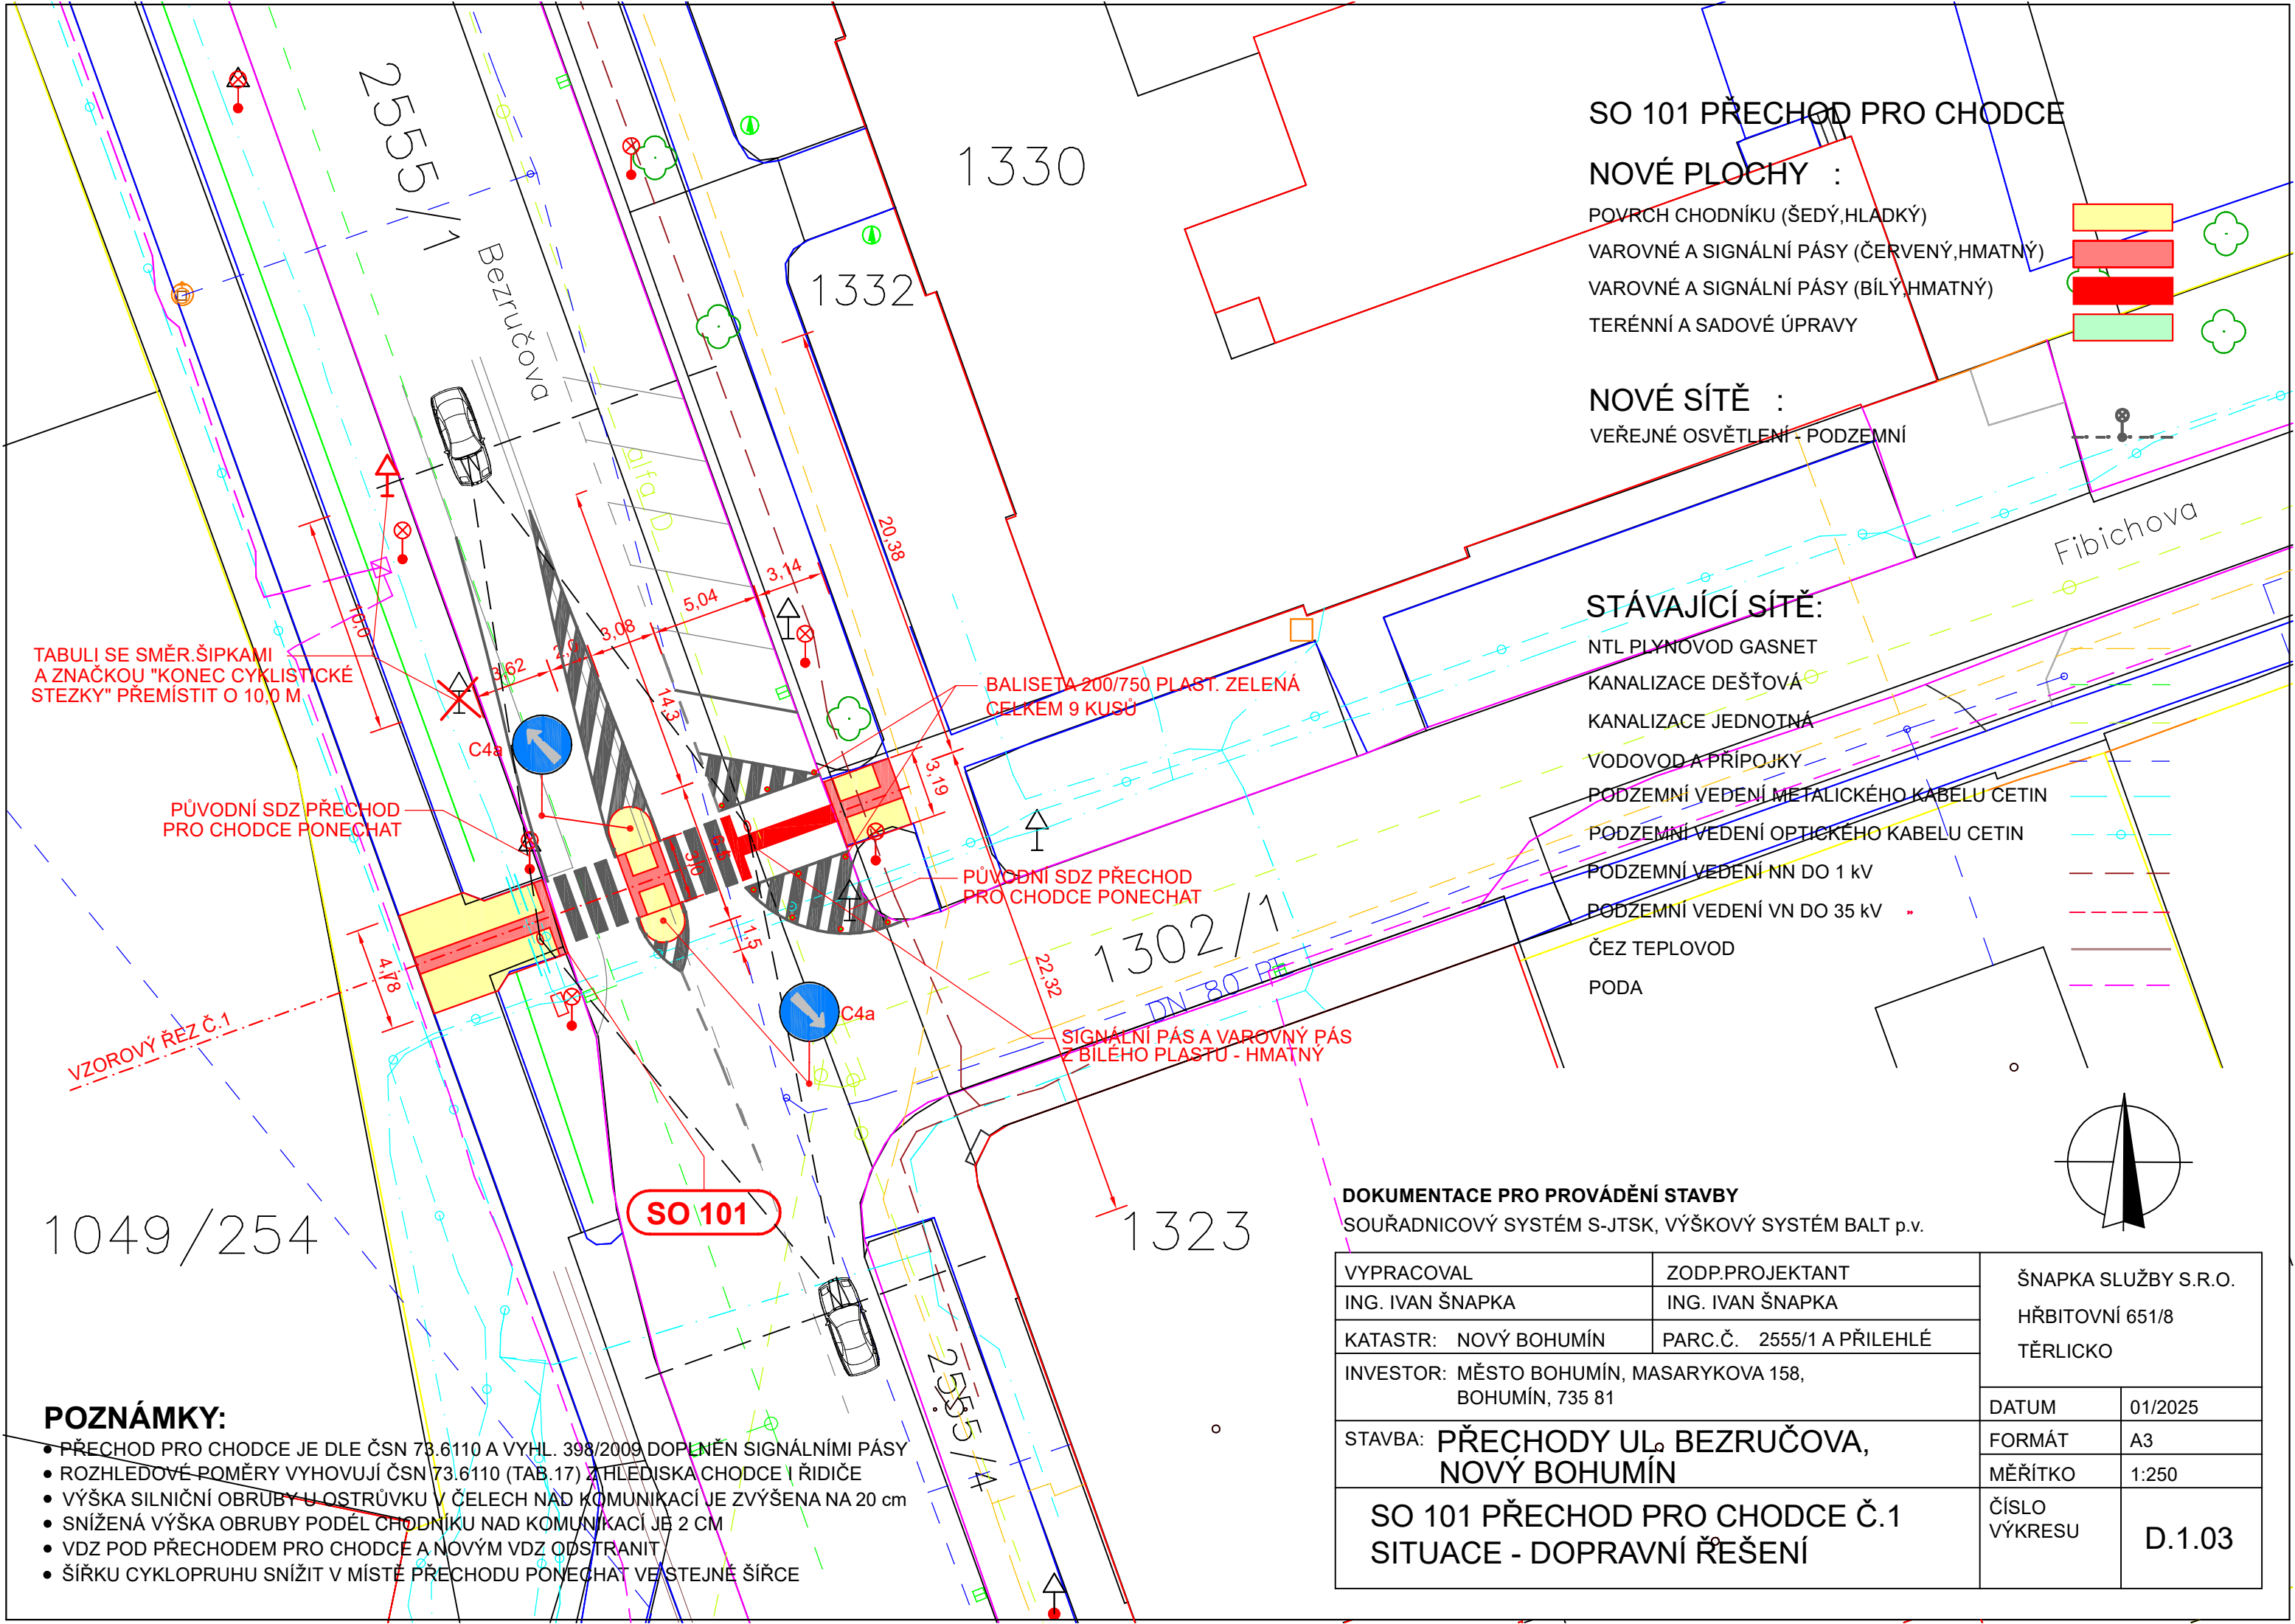 2555/1
Bezručova
alfa D
1330
1332
SO 101 PŘECHOD PRO CHODCE
NOVÉ PLOCHY :
POVRCH CHODNÍKU (ŠEDÝ,HLADKÝ)
VAROVNÉ A SIGNÁLNÍ PÁSY (ČERVENÝ,HMATNÝ)
VAROVNÉ A SIGNÁLNÍ PÁSY (BÍLÝ,HMATNÝ)
TERÉNNÍ A SADOVÉ ÚPRAVY
NOVÉ SÍTĚ :
VEŘEJNÉ OSVĚTLENÍ - PODZEMNÍ
Fibichova
STÁVAJÍCÍ SÍTĚ:
NTL PLYNOVOD GASNET
KANALIZACE DEŠŤOVÁ
KANALIZACE JEDNOTNÁ
VODOVOD A PŘÍPOJKY
PODZEMNÍ VEDENÍ METALICKÉHO KABELU CETIN
PODZEMNÍ VEDENÍ OPTICKÉHO KABELU CETIN
PODZEMNÍ VEDENÍ NN DO 1 kV
PODZEMNÍ VEDENÍ VN DO 35 kV
ČEZ TEPLOVOD
PODA
20,38
3,14
5,04
3,08
2,0
3,62
10,0
14,3
TABULI SE SMĚR.ŠIPKAMI
A ZNAČKOU "KONEC CYKLISTICKÉ
STEZKY" PŘEMÍSTIT O 10,0 M
BALISETA 200/750 PLAST. ZELENÁ
CELKEM 9 KUSŮ
C4a
3,19
PŮVODNÍ SDZ PŘECHOD
PRO CHODCE PONECHAT
3,0
PŮVODNÍ SDZ PŘECHOD
PRO CHODCE PONECHAT
1,5
4,78
22,32
1302/1
DN 80 PE
C4a
SIGNÁLNÍ PÁS A VAROVNÝ PÁS
Z BILÉHO PLASTU - HMATNÝ
VZOROVÝ ŘEZ Č.1
SO 101
1049/254
1323
2555/4
DOKUMENTACE PRO PROVÁDĚNÍ STAVBY
SOUŘADNICOVÝ SYSTÉM S-JTSK, VÝŠKOVÝ SYSTÉM BALT p.v.
VYPRACOVAL
ZODP.PROJEKTANT
ING. IVAN ŠNAPKA
ING. IVAN ŠNAPKA
KATASTR: NOVÝ BOHUMÍN
PARC.Č. 2555/1 A PŘILEHLÉ
INVESTOR: MĚSTO BOHUMÍN, MASARYKOVA 158,
BOHUMÍN, 735 81
STAVBA: PŘECHODY UL. BEZRUČOVA,
NOVÝ BOHUMÍN
SO 101 PŘECHOD PRO CHODCE Č.1
SITUACE - DOPRAVNÍ ŘEŠENÍ
ŠNAPKA SLUŽBY S.R.O.
HŘBITOVNÍ 651/8
TĚRLICKO
DATUM 01/2025
FORMÁT A3
MĚŘÍTKO 1:250
ČÍSLO
VÝKRESU
D.1.03
POZNÁMKY:
• PŘECHOD PRO CHODCE JE DLE ČSN 73.6110 A VYHL. 398/2009 DOPLNĚN SIGNÁLNÍMI PÁSY
• ROZHLEDOVÉ POMĚRY VYHOVUJÍ ČSN 73.6110 (TAB.17) Z HLEDISKA CHODCE I ŘIDIČE
• VÝŠKA SILNIČNÍ OBRUBY U OSTRŮVKU V ČELECH NAD KOMUNIKACÍ JE ZVÝŠENA NA 20 cm
• SNÍŽENÁ VÝŠKA OBRUBY PODÉL CHODNÍKU NAD KOMUNIKACÍ JE 2 CM
• VDZ POD PŘECHODEM PRO CHODCE A NOVÝM VDZ ODSTRANIT
• ŠÍŘKU CYKLOPRUHU SNÍŽIT V MÍSTĚ PŘECHODU PONECHAT VE STEJNÉ ŠÍŘCE